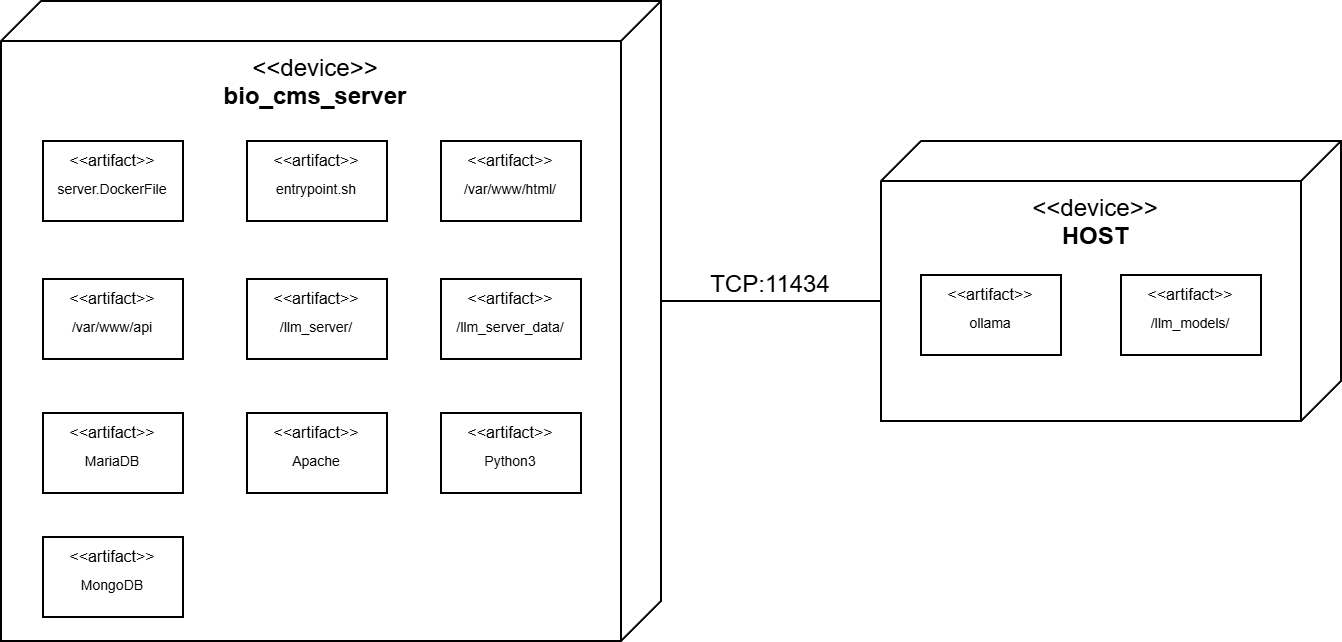 <<device>>
bio_cms_server
<<artifact>>
server.DockerFile
<<artifact>>
entrypoint.sh
<<artifact>>
/var/www/html/
<<artifact>>
/var/www/api
<<artifact>>
/llm_server/
<<artifact>>
/llm_server_data/
<<artifact>>
MariaDB
<<artifact>>
Apache
<<artifact>>
Python3
<<artifact>>
MongoDB
TCP:11434
<<device>>
HOST
<<artifact>>
ollama
<<artifact>>
/llm_models/